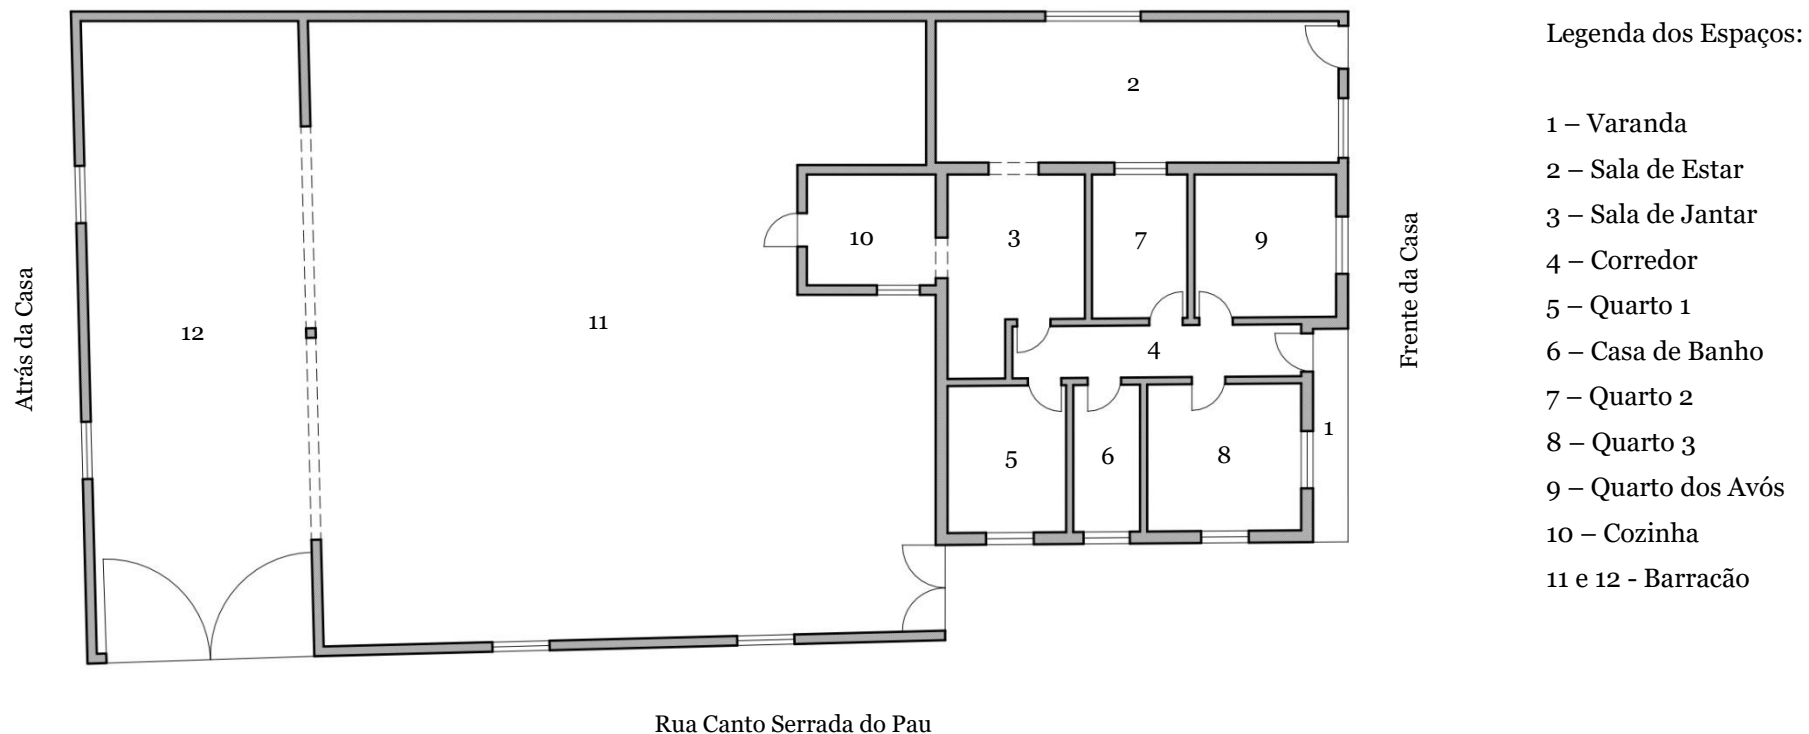 2
10
3
7
9
12
11
4
5
6
8
1
Atrás da Casa
Frente da Casa
Rua Canto Serrada do Pau
Legenda dos Espaços:
1 – Varanda
2 – Sala de Estar
3 – Sala de Jantar
4 – Corredor
5 – Quarto 1
6 – Casa de Banho
7 – Quarto 2
8 – Quarto 3
9 – Quarto dos Avós
10 – Cozinha
11 e 12 - Barracão